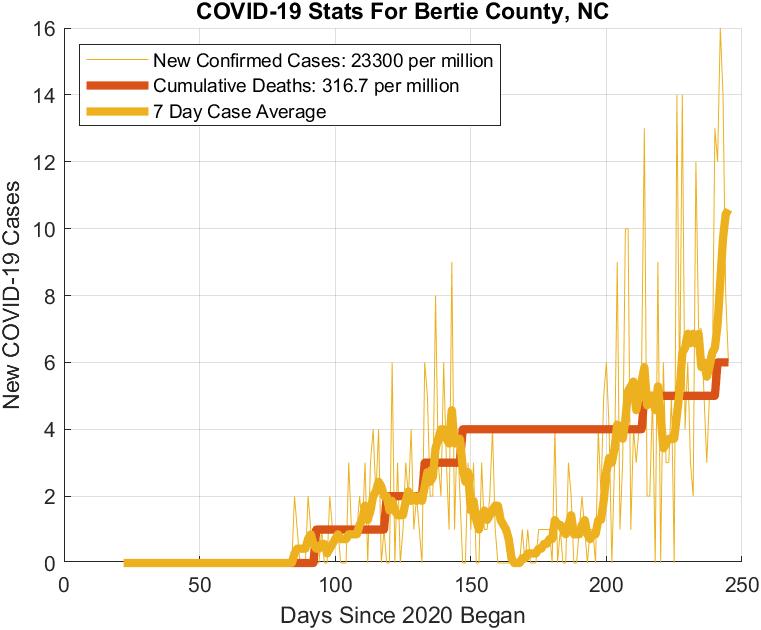 COVID-19 Stats For Bertie County, NC
16
14
12
10
8
6
4
2
0
New COVID-19 Cases
New Confirmed Cases: 23300 per million
Cumulative Deaths: 316.7 per million
7 Day Case Average
0 50 100 150 200 250
Days Since 2020 Began